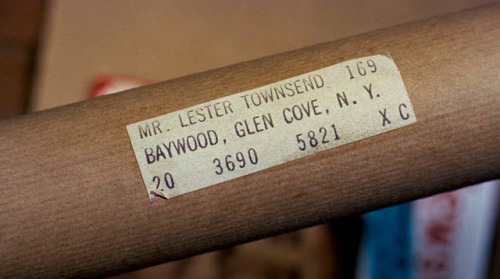 MR. LESTER TOWNSEND 169
BAYWOOD, GLEN COVE, N. Y.
20 3690 5821 X C